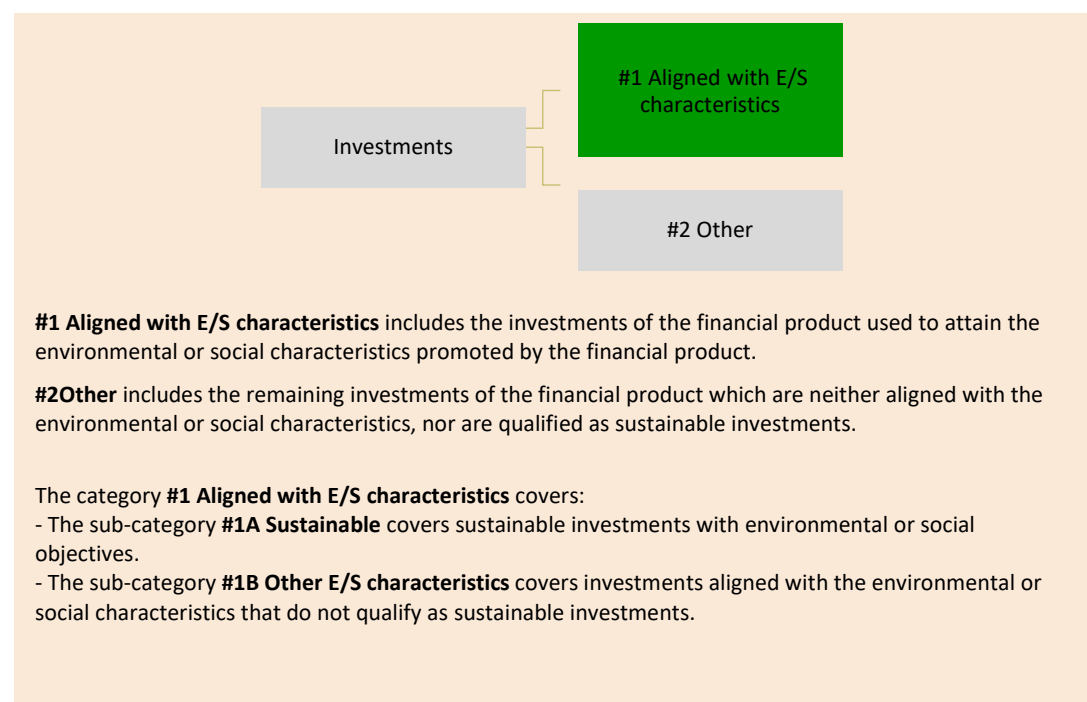 #1 Aligned with E/S
characteristics
Investments
#2 Other
#1 Aligned with E/S characteristics includes the investments of the financial product used to attain the
environmental or social characteristics promoted by the financial product.
#2Other includes the remaining investments of the financial product which are neither aligned with the
environmental or social characteristics, nor are qualified as sustainable investments.
The category #1 Aligned with E/S characteristics covers:
- The sub-category #1A Sustainable covers sustainable investments with environmental or social
objectives.
- The sub-category #1B Other E/S characteristics covers investments aligned with the environmental or
social characteristics that do not qualify as sustainable investments.